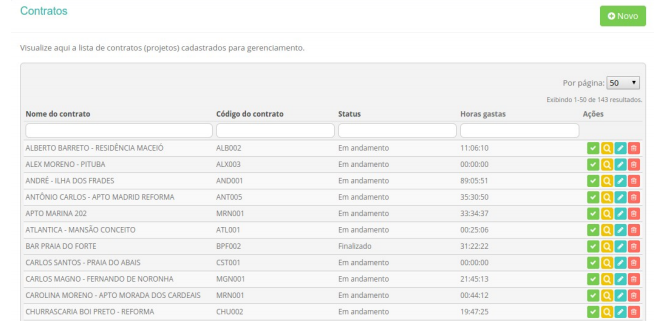 Contratos
Novo
Visualize aqui a lista de contratos (projetos) cadastrados para gerenciamento.
Por página: 50
Exibindo 1-50 de 143 resultados.
Nome do contrato Código do contrato Status Horas gastas Ações
ALBERTO BARRETO - RESIDÊNCIA MACEIÓ ALB002 Em andamento 11:06:10
ALEX MORENO - PITUBA ALX003 Em andamento 00:00:00
ANDRÉ - ILHA DOS FRADES AND001 Em andamento 89:05:51
ANTÔNIO CARLOS - APTO MADRID REFORMA ANT005 Em andamento 35:30:50
APTO MARINA 202 MRN001 Em andamento 33:34:37
ATLANTICA - MANSÃO CONCEITO ATL001 Em andamento 00:25:06
BAR PRAIA DO FORTE BPF002 Finalizado 31:22:22
CARLOS SANTOS - PRAIA DO ABAIS CST001 Em andamento 00:00:00
CARLOS MAGNO - FERNANDO DE NORONHA MGN001 Em andamento 21:45:13
CAROLINA MORENO - APTO MORADA DOS CARDEAIS MRN001 Em andamento 00:44:12
CHURRASCARIA BOI PRETO - REFORMA CHU002 Em andamento 19:47:25